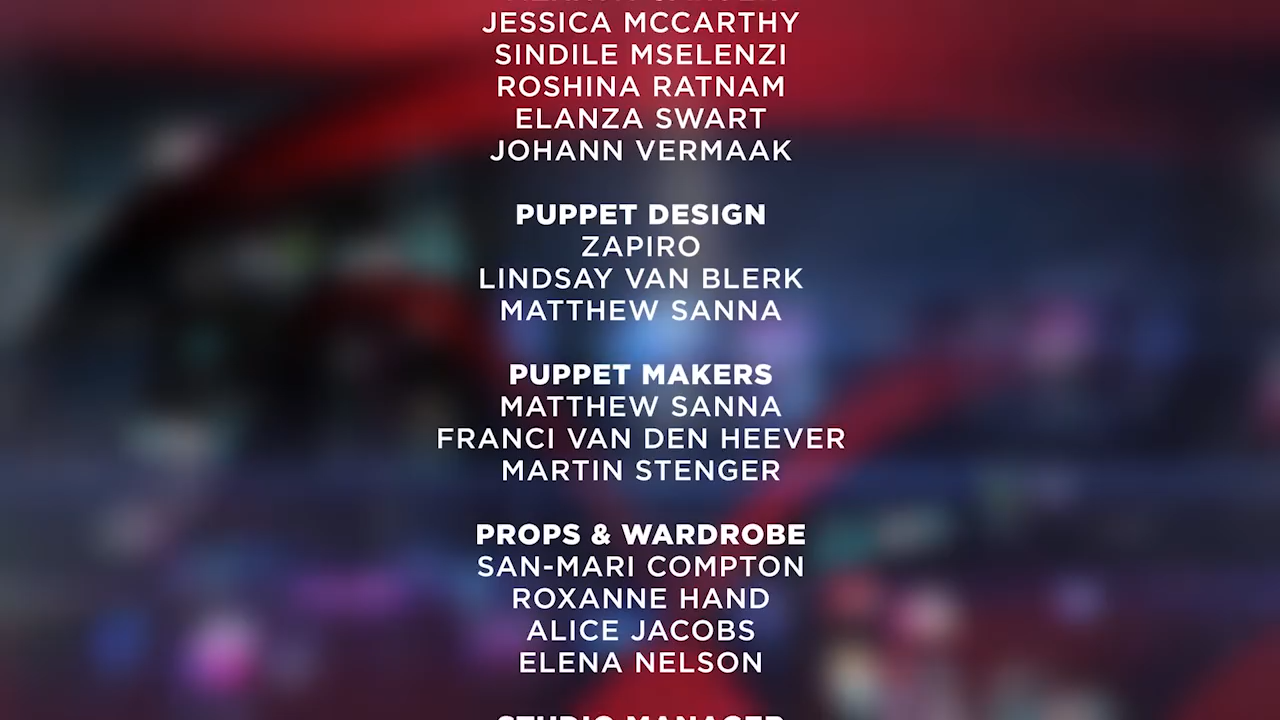 JESSICA MCCARTHY
SINDILE MSELENZI
ROSHINA RATNAM
ELANZA SWART
JOHANN VERMAAK
PUPPET DESIGN
ZAPIRO
LINDSAY VAN BLERK
MATTHEW SANNA
PUPPET MAKERS
MATTHEW SANNA
FRANCI VAN DEN HEEVER
MARTIN STENGER
PROPS & WARDROBE
SAN-MARI COMPTON
ROXANNE HAND
ALICE JACOBS
ELENA NELSON
STUDIO MANAGER